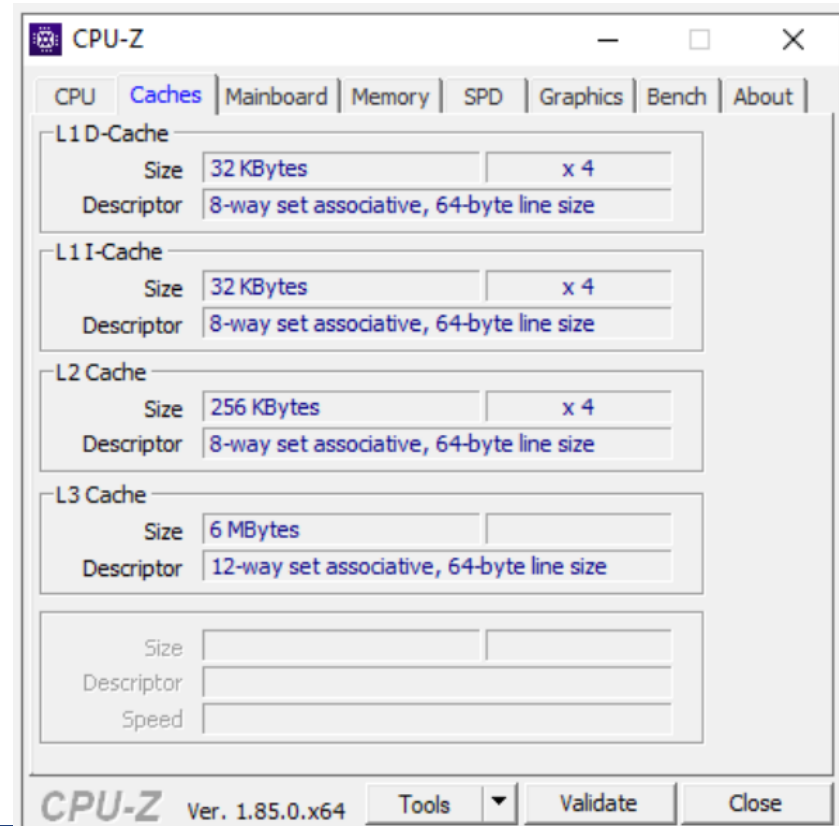 CPU-Z
CPU Caches Mainboard Memory SPD Graphics Bench About
L1 D-Cache
Size 32 KBytes x 4
Descriptor 8-way set associative, 64-byte line size
L1 I-Cache
Size 32 KBytes x 4
Descriptor 8-way set associative, 64-byte line size
L2 Cache
Size 256 KBytes x 4
Descriptor 8-way set associative, 64-byte line size
L3 Cache
Size 6 MBytes
Descriptor 12-way set associative, 64-byte line size
Size
Descriptor
Speed
CPU-Z Ver. 1.85.0.x64 Tools Validate Close